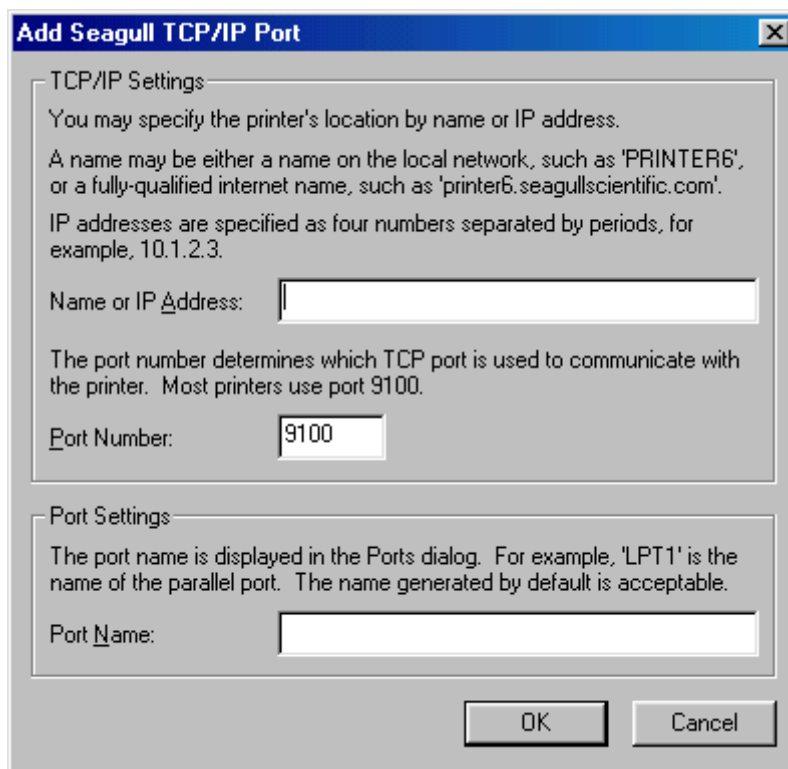 Add Seagull TCP/IP Port
TCP/IP Settings
You may specify the printer's location by name or IP address.
A name may be either a name on the local network, such as 'PRINTER6',
or a fully-qualified internet name, such as 'printer6.seagullscientific.com'.
IP addresses are specified as four numbers separated by periods, for
example, 10.1.2.3.
Name or IP Address:
The port number determines which TCP port is used to communicate with
the printer.  Most printers use port 9100.
Port Number: 9100
Port Settings
The port name is displayed in the Ports dialog.  For example, 'LPT1' is the
name of the parallel port.  The name generated by default is acceptable.
Port Name:
OK Cancel